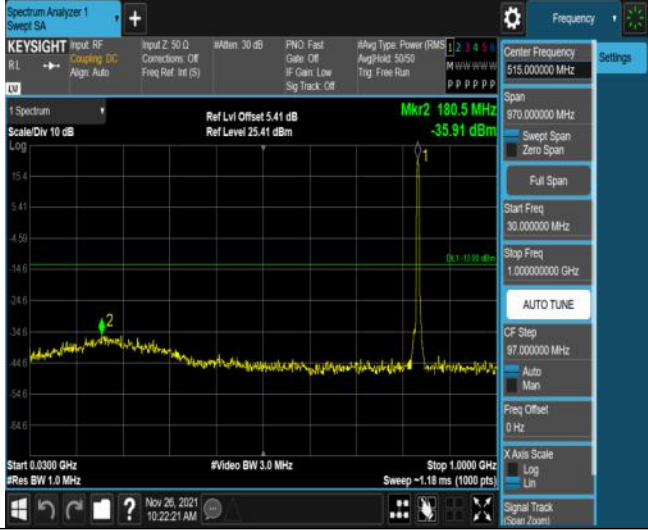 Spectrum Analyzer 1
Swept SA
+
Frequency
KEYSIGHT
RL
LW
Input: RF
Coupling: DC
Align: Auto
Input Z: 50 Ω
Corrections: Off
Freq Ref: Int (S)
#Atten: 30 dB
PNO: Fast
Gate: Off
IF Gain: Low
Sig Track: Off
#Avg Type: Power (RMS
Avg|Hold: 50/50
Trig: Free Run
1 2 3 4 5 6
M W W W W W
P P P P P P
Center Frequency
515.000000 MHz
Settings
Span
970.000000 MHz
Swept Span
Zero Span
Full Span
Start Freq
30.000000 MHz
Stop Freq
1.000000000 GHz
AUTO TUNE
CF Step
97.000000 MHz
Auto
Man
Freq Offset
0 Hz
X Axis Scale
Log
Lin
Signal Track
(Span Zoom)
1 Spectrum
Scale/Div 10 dB
Log
Ref Lvl Offset 5.41 dB
Ref Level 25.41 dBm
Mkr2 180.5 MHz
-35.91 dBm
1
15.4
5.41
-4.59
DL1 -13.00 dBm
-14.6
-24.6
2
-34.6
-44.6
-54.6
-64.6
Start 0.0300 GHz
#Res BW 1.0 MHz
#Video BW 3.0 MHz
Stop 1.0000 GHz
Sweep ~1.18 ms (1000 pts)
?
Nov 26, 2021
10:22:21 AM